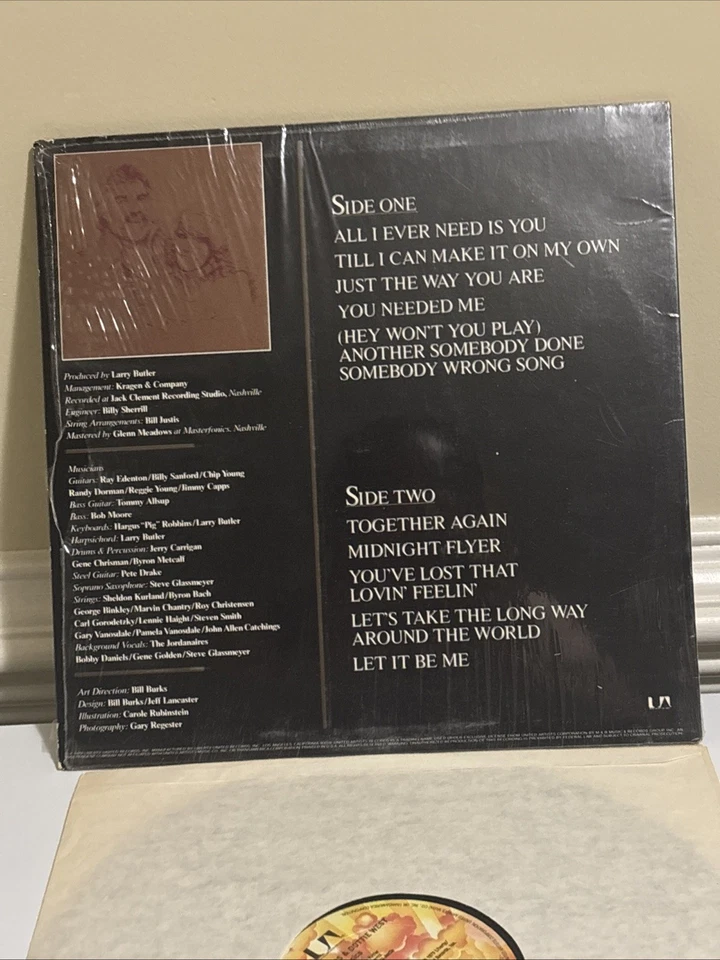 SIDE ONE
ALL I EVER NEED IS YOU
TILL I CAN MAKE IT ON MY OWN
JUST THE WAY YOU ARE
YOU NEEDED ME
(HEY WON'T YOU PLAY)
ANOTHER SOMEBODY DONE
SOMEBODY WRONG SONG
SIDE TWO
TOGETHER AGAIN
MIDNIGHT FLYER
YOU'VE LOST THAT
LOVIN' FEELIN'
LET'S TAKE THE LONG WAY
AROUND THE WORLD
LET IT BE ME
Produced by Larry Butler
Management: Kragen & Company
Recorded at Jack Clement Recording Studio, Nashville
Engineer: Billy Sherrill
String Arrangements: Bill Justis
Mastered by Glenn Meadows at Masterfonics, Nashville
Musicians
Guitars: Ray Edenton/Billy Sanford/Chip Young
Randy Dorman/Reggie Young/Jimmy Capps
Bass Guitar: Tommy Allsup
Bass: Bob Moore
Keyboards: Hargus "Pig" Robbins/Larry Butler
Harpsichord: Larry Butler
Drums & Percussion: Jerry Carrigan
Gene Chrisman/Byron Metcalf
Steel Guitar: Pete Drake
Soprano Saxophone: Steve Glassmeyer
Strings: Sheldon Kurland/Byron Bach
George Binkley/Marvin Chantry/Roy Christensen
Carl Gorodetzky/Lennie Haight/Steven Smith
Gary Vanosdale/Pamela Vanosdale/John Allen Catchings
Background Vocals: The Jordanaires
Bobby Daniels/Gene Golden/Steve Glassmeyer
Art Direction: Bill Burks
Design: Bill Burks/Jeff Lancaster
Illustration: Carole Rubinstein
Photography: Gary Regester
UA
UA